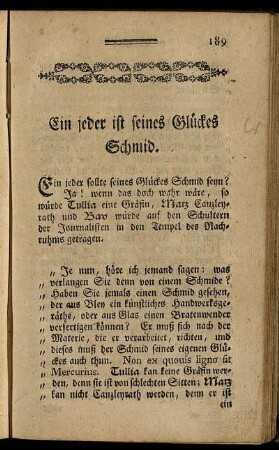 189
Ein jeder ist seines Glückes
Schmid.
Ein jeder sollte seines Glückes Schmid seyn?
Ja! wenn das doch wahr wäre, so
würde Tullia eine Gräfin, Matz Canzley-
rath und Bav wurde auf den Schultern
der Journalisten in den Tempel des Nach-
ruhms getragen.
„ Je nun, höre ich jemand sagen: was
„ verlangen Sie denn von einem Schmide?
„ Haben Sie jemals einen Schmid gesehen,
„ der aus Bley ein künstliches Handwerksge-
„ räthe, oder aus Glas einen Bratenwender
„ verfertigen können? Er muß sich nach der
„ Materie, die er verarbeitet, richten, und
„ dieses muß der Schmid seines eigenen Glü-
„ ckes auch thun. Non ex quouis ligno fit
„ Mercurius. Tullia kan keine Gräfin wer-
„ den, denn sie ist von schlechten Sitten; Matz
„ kan nicht Canzleyrath werden, denn er ist
ein